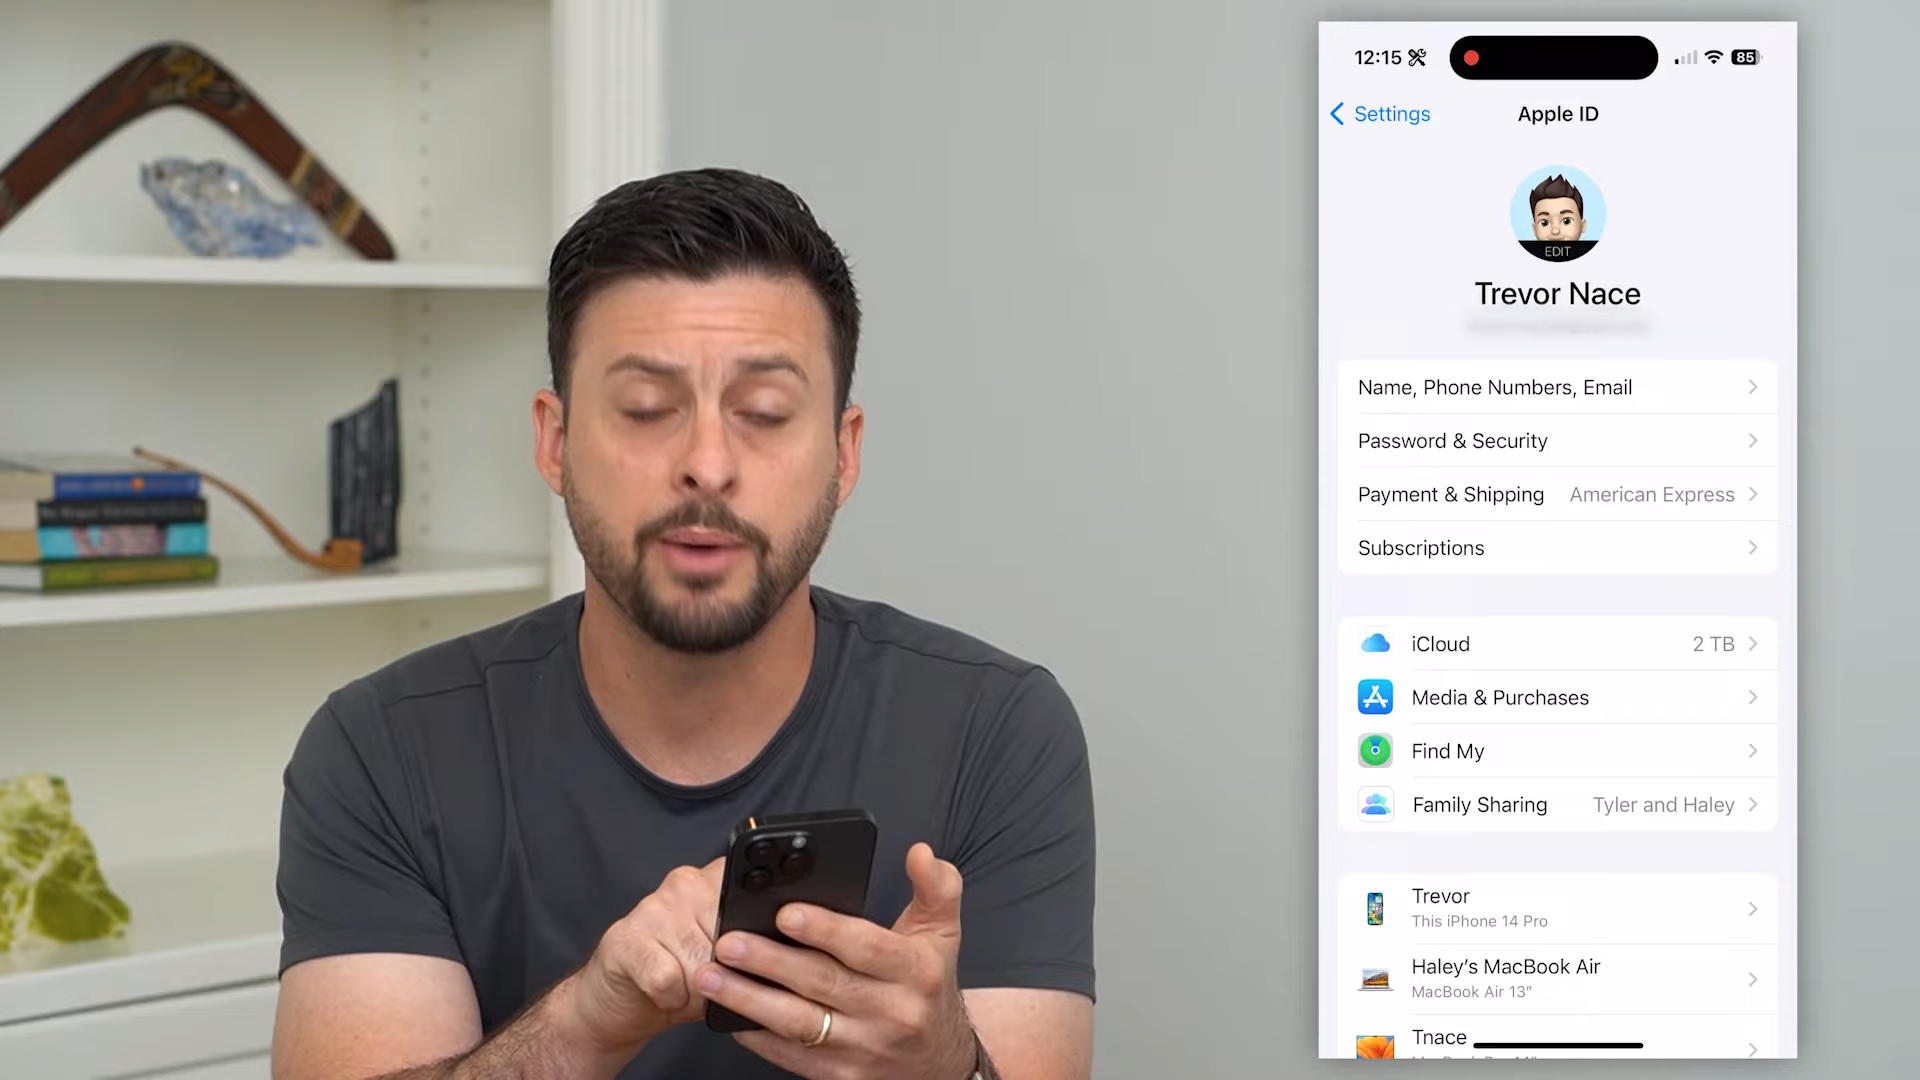 12:15
85
Settings
Apple ID
EDIT
Trevor Nace
Name, Phone Numbers, Email
Password & Security
Payment & Shipping American Express
Subscriptions
iCloud 2 TB
Media & Purchases
Find My
Family Sharing Tyler and Haley
Trevor
This iPhone 14 Pro
Haley’s MacBook Air
MacBook Air 13”
Tnace